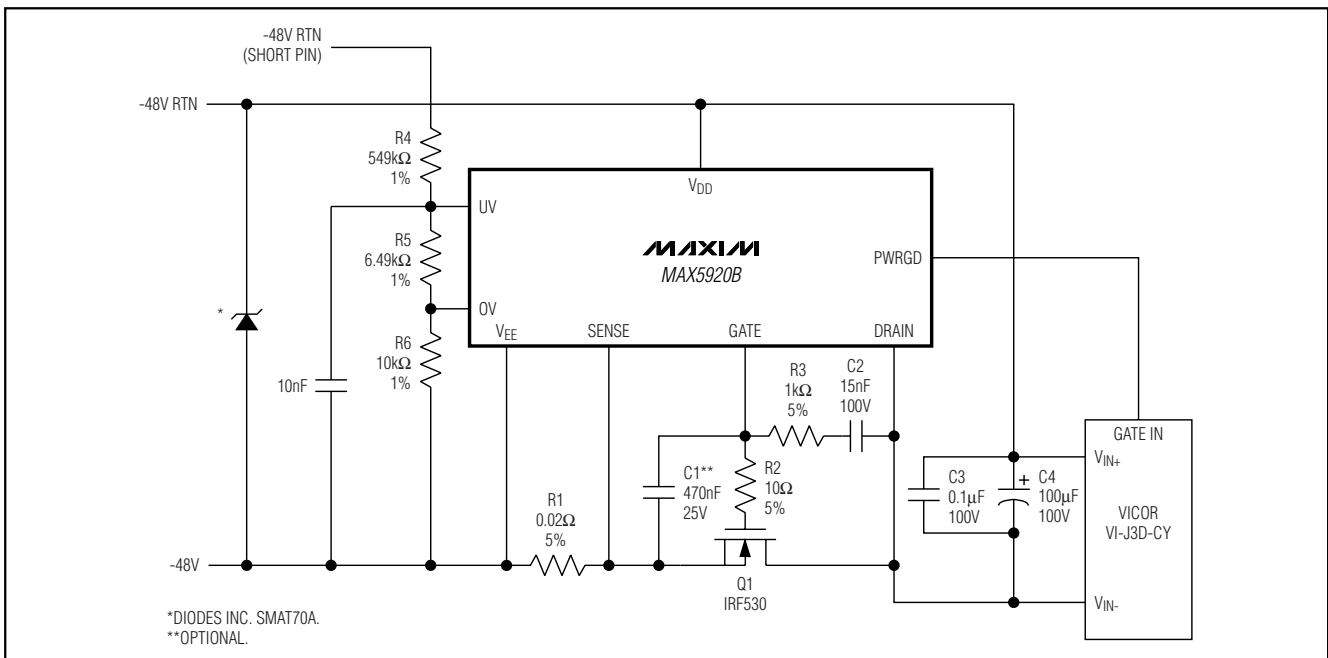 -48V RTN
(SHORT PIN)
-48V RTN
R4
549kΩ
1%
UV
VDD
R5
6.49kΩ
1%
MAXIM
MAX5920B
PWRGD
*
OV
VEE
SENSE
GATE
DRAIN
R6
10kΩ
1%
10nF
R3
1kΩ
5%
C2
15nF
100V
C1**
470nF
25V
R2
10Ω
5%
R1
0.02Ω
5%
-48V
Q1
IRF530
GATE IN
VIN+
C3
0.1μF
100V
+
C4
100μF
100V
VICOR
VI-J3D-CY
VIN-
*DIODES INC. SMAT70A.
**OPTIONAL.